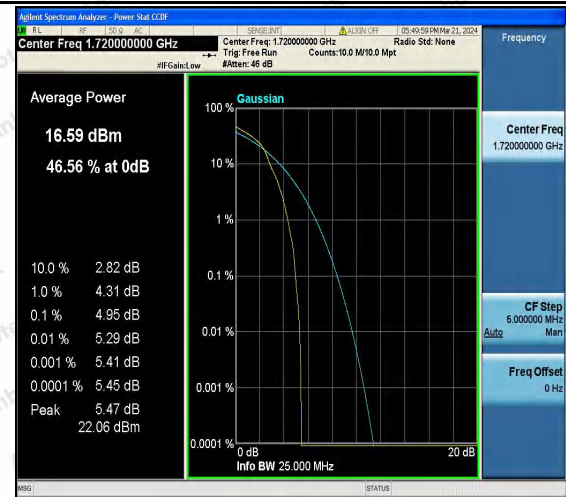 Agilent Spectrum Analyzer - Power Stat CCDF
RL RF 50 Ω AC SENSE:INT ALIGN OFF 05:49:59 PM Mar 21, 2024
Center Freq 1.720000000 GHz
Center Freq: 1.720000000 GHz Radio Std: None
Trig: Free Run Counts:10.0 M/10.0 Mpt
#IFGain:Low #Atten: 46 dB
Frequency
Average Power
16.59 dBm
46.56 % at 0dB
10.0 % 2.82 dB
1.0 % 4.31 dB
0.1 % 4.95 dB
0.01 % 5.29 dB
0.001 % 5.41 dB
0.0001 % 5.45 dB
Peak 5.47 dB
22.06 dBm
Gaussian
100 %
10 %
1 %
0.1 %
0.01 %
0.001 %
0.0001 %
0 dB 20 dB
Info BW 25.000 MHz
Center Freq
1.720000000 GHz
CF Step
5.000000 MHz
Auto Man
Freq Offset
0 Hz
MSG STATUS